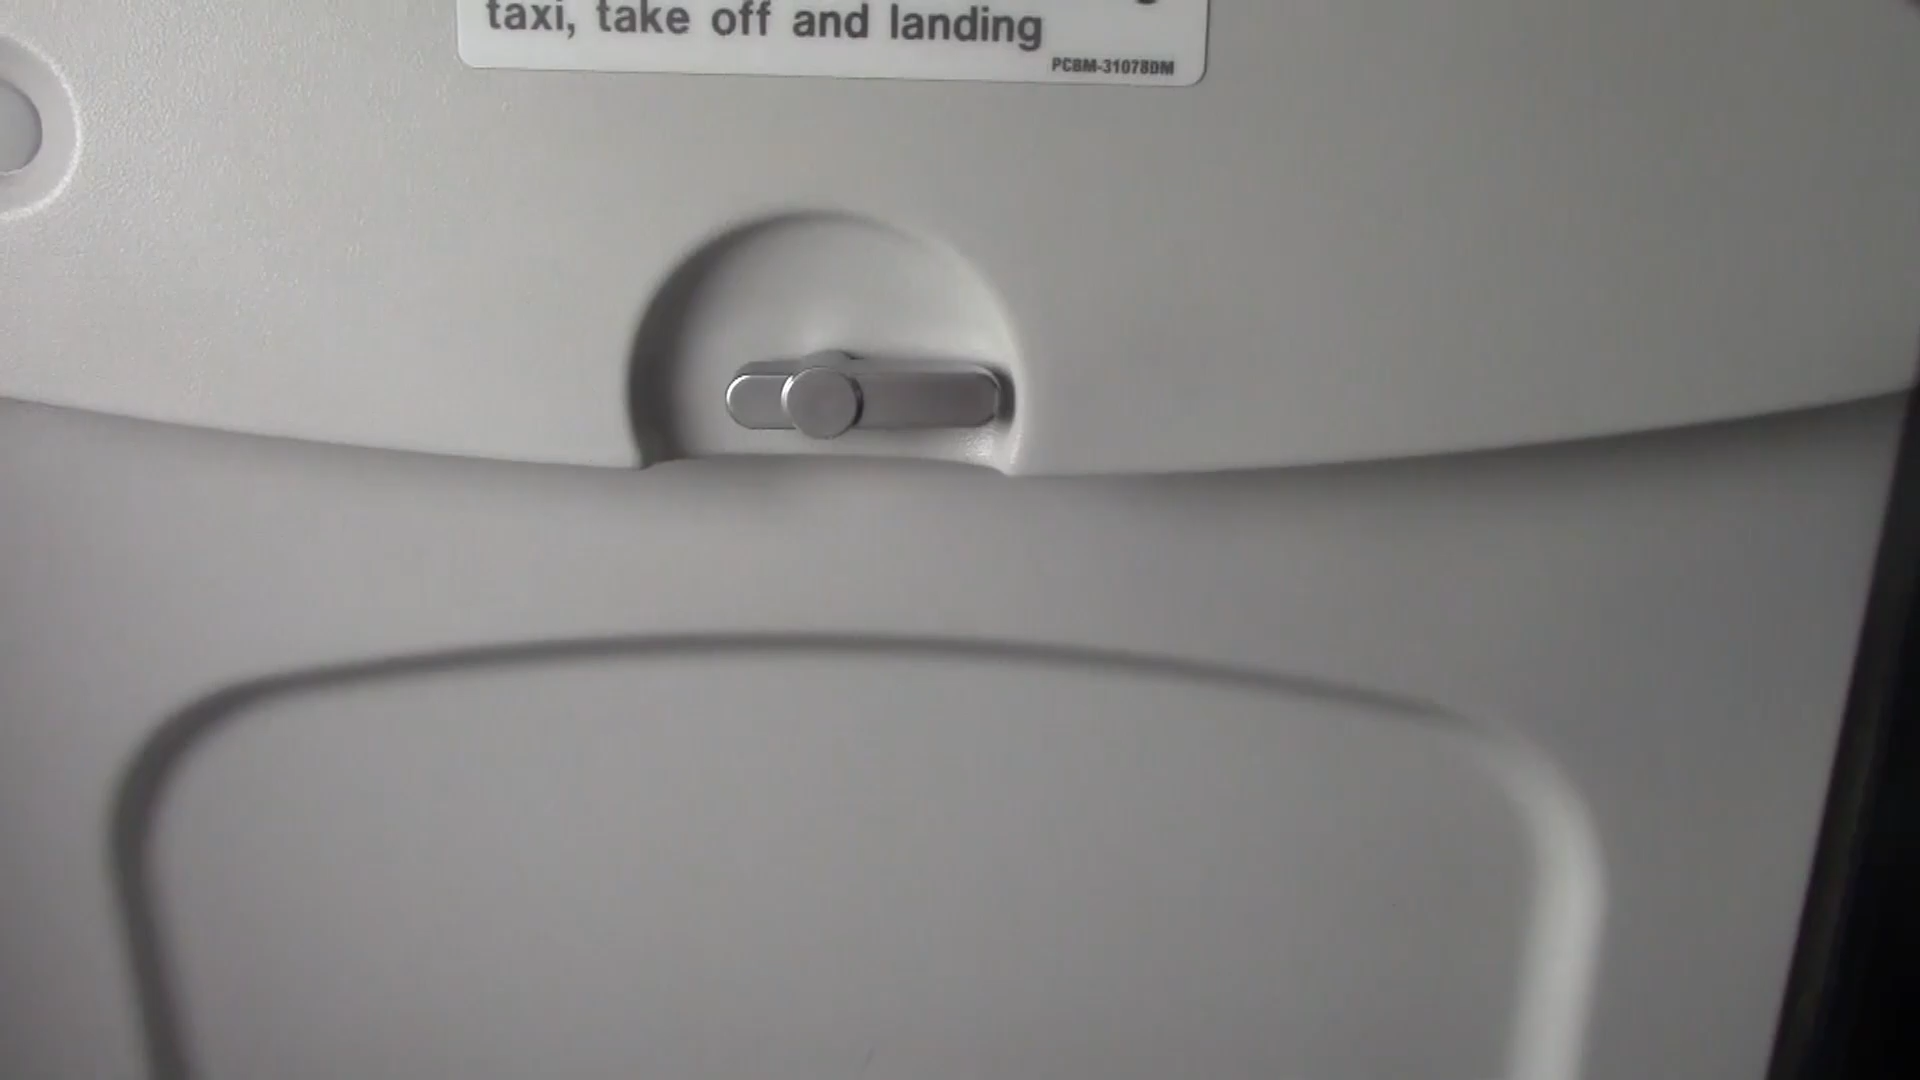 taxi, take off and landing
PCBM-31078DM